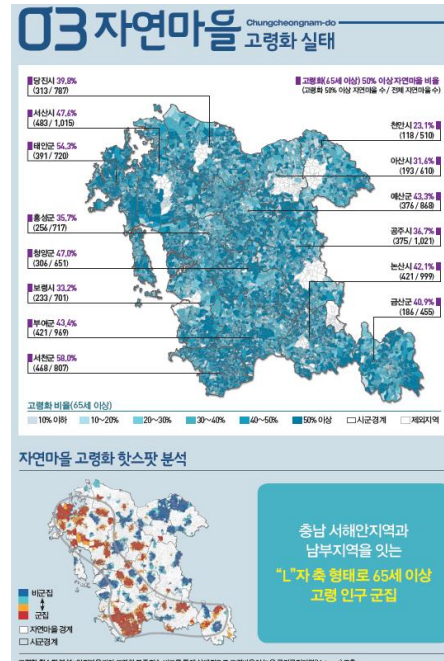 03 자연마을 Chungcheongnam-do
고령화 실태
당진시 39.8%
(313 / 787)
서산시 47.6%
(483 / 1,015)
태안군 54.3%
(391 / 720)
홍성군 35.7%
(256 / 717)
청양군 47.0%
(306 / 651)
보령시 33.2%
(233 / 701)
부여군 43.4%
(421 / 969)
서천군 58.0%
(468 / 807)
고령화(65세 이상) 50% 이상 자연마을 비율
(고령화 50% 이상 자연마을 수 / 전체 자연마을 수)
천안시 23.1%
(118 / 510)
아산시 31.6%
(193 / 610)
예산군 43.3%
(376 / 868)
공주시 36.7%
(375 / 1,021)
논산시 42.1%
(421 / 999)
금산군 40.9%
(186 / 455)
고령화 비율(65세 이상)
10% 이하 10~20% 20~30% 30~40% 40~50% 50% 이상 시군경계 제외지역
자연마을 고령화 핫스팟 분석
비군집
군집
자연마을 경계
시군경계
충남 서해안지역과
남부지역을 잇는
"L"자 축 형태로 65세 이상
고령 인구 군집